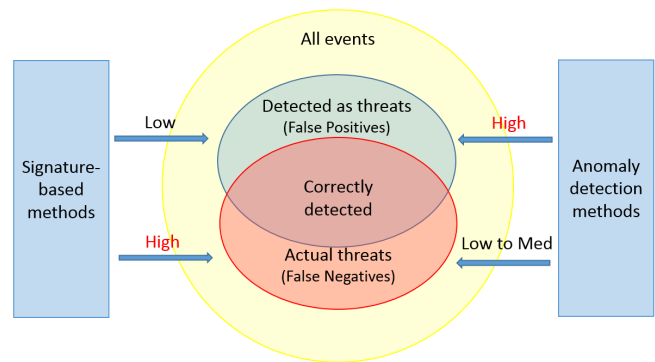 All events
Detected as threats
(False Positives)
Low
High
Signature-
based
methods
Correctly
detected
Anomaly
detection
methods
High
Low to Med
Actual threats
(False Negatives)